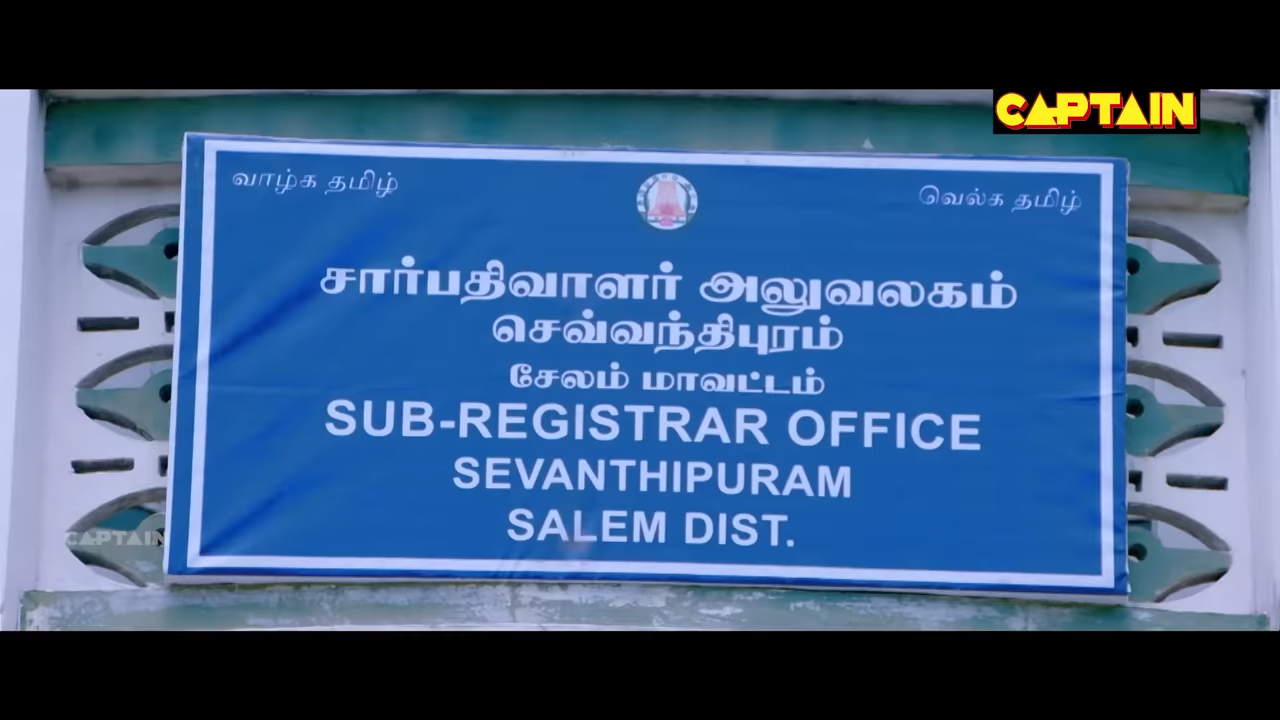 CAPTAIN
வாழ்க தமிழ்
வெல்க தமிழ்
சார்பதிவாளர் அலுவலகம்
செவ்வந்திபுரம்
சேலம் மாவட்டம்
SUB-REGISTRAR OFFICE
SEVANTHIPURAM
SALEM DIST.
CAPTAIN